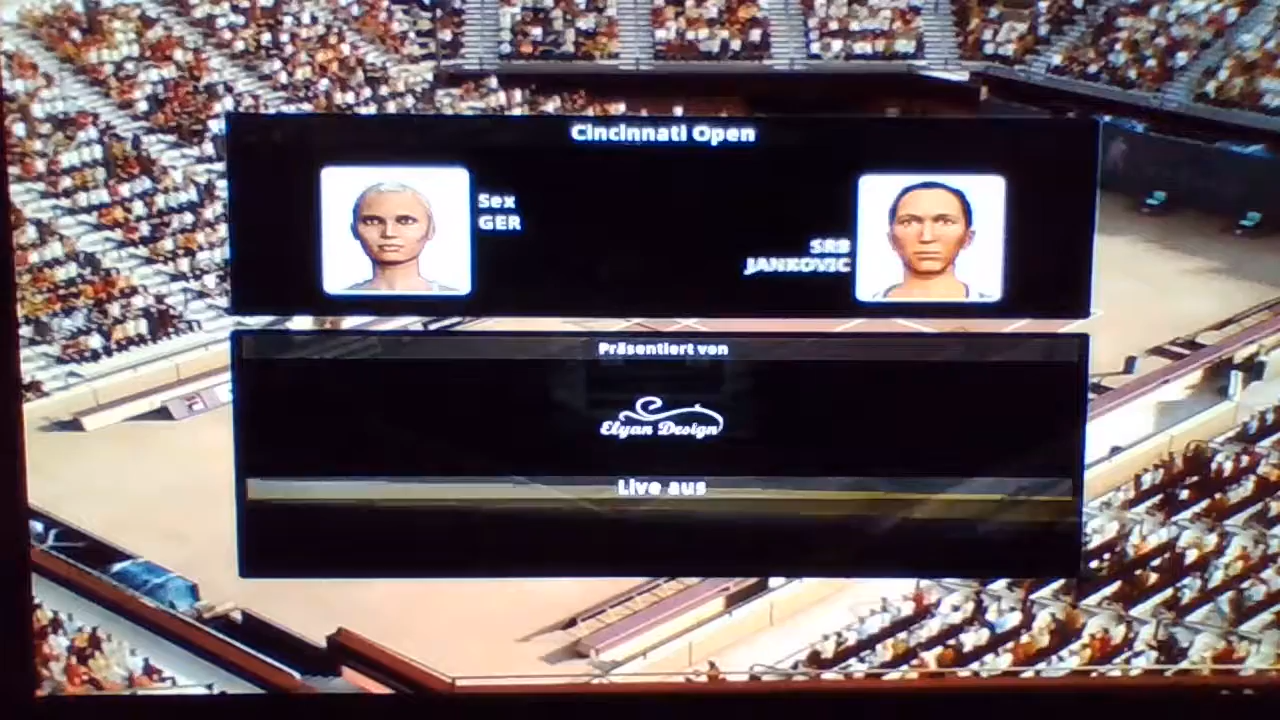 Cincinnati Open
Sex
GER
SRB
JANKOVIC
Präsentiert von
Elyan Design
Live aus